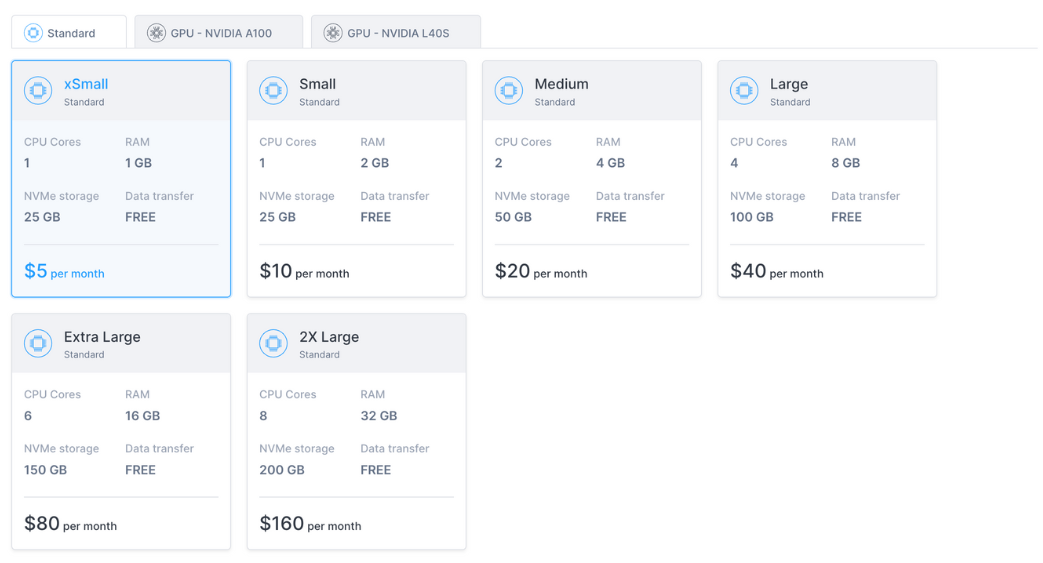 Standard
GPU - NVIDIA A100
GPU - NVIDIA L40S
xSmall
Standard
CPU Cores
RAM
1
1 GB
NVMe storage
Data transfer
25 GB
FREE
$5 per month
Small
Standard
CPU Cores
RAM
1
2 GB
NVMe storage
Data transfer
25 GB
FREE
$10 per month
Medium
Standard
CPU Cores
RAM
2
4 GB
NVMe storage
Data transfer
50 GB
FREE
$20 per month
Large
Standard
CPU Cores
RAM
4
8 GB
NVMe storage
Data transfer
100 GB
FREE
$40 per month
Extra Large
Standard
CPU Cores
RAM
6
16 GB
NVMe storage
Data transfer
150 GB
FREE
$80 per month
2X Large
Standard
CPU Cores
RAM
8
32 GB
NVMe storage
Data transfer
200 GB
FREE
$160 per month